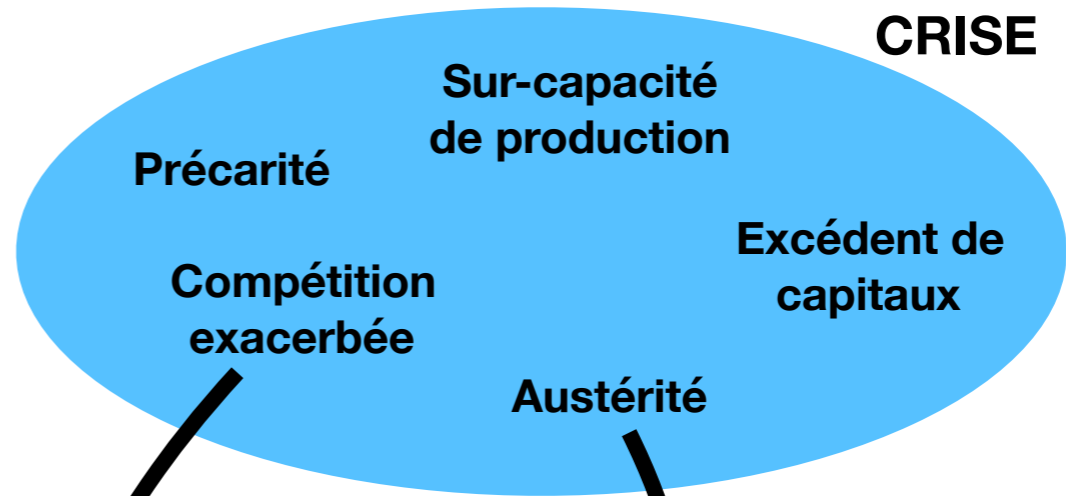 CRISE
Sur-capacité
de production
Précarité
Excédent de
capitaux
Compétition
exacerbée
Austérité